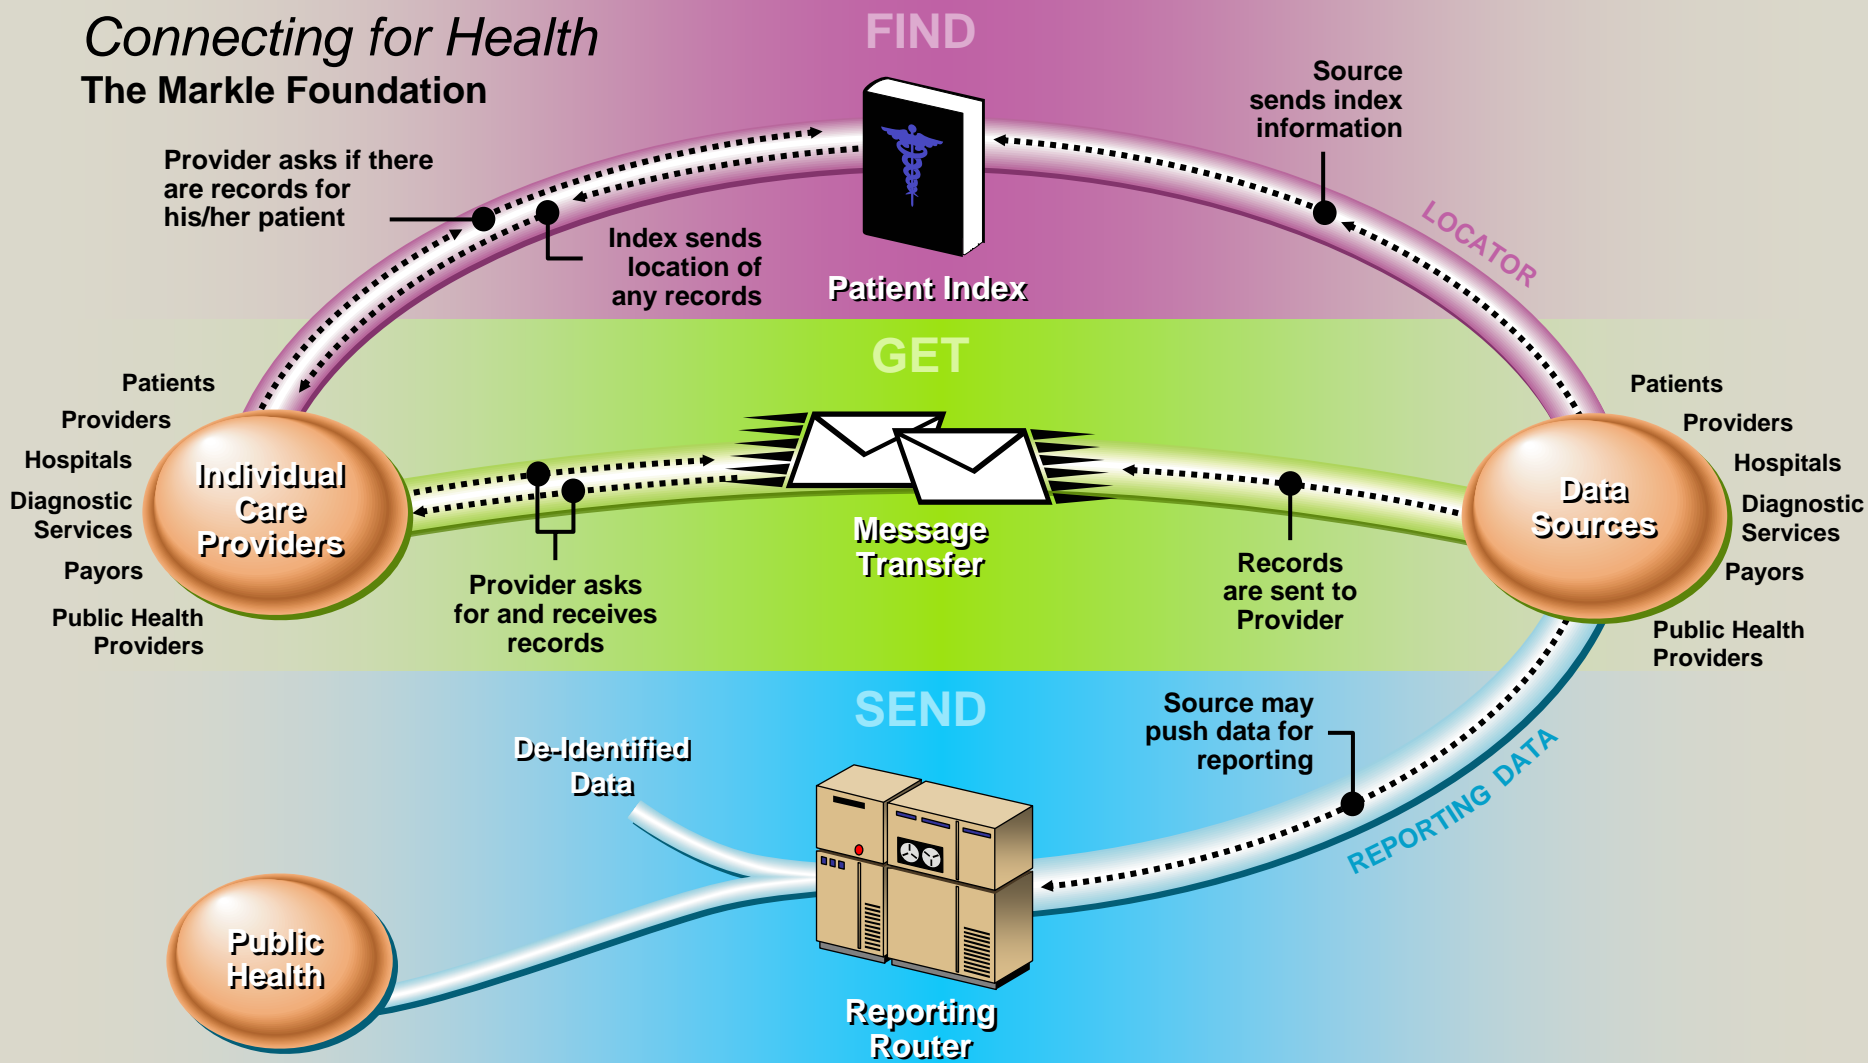 Connecting for Health
The Markle Foundation
FIND
Provider asks if there
are records for
his/her patient
Index sends
location of
any records
Patient Index
Source
sends index
information
LOCATOR
GET
Patients
Providers
Hospitals
Diagnostic
Services
Payors
Public Health
Providers
Individual
Care
Providers
Provider asks
for and receives
records
Message
Transfer
Records
are sent to
Provider
Data
Sources
Patients
Providers
Hospitals
Diagnostic
Services
Payors
Public Health
Providers
SEND
De-Identified
Data
Source may
push data for
reporting
REPORTING DATA
Public
Health
Reporting
Router